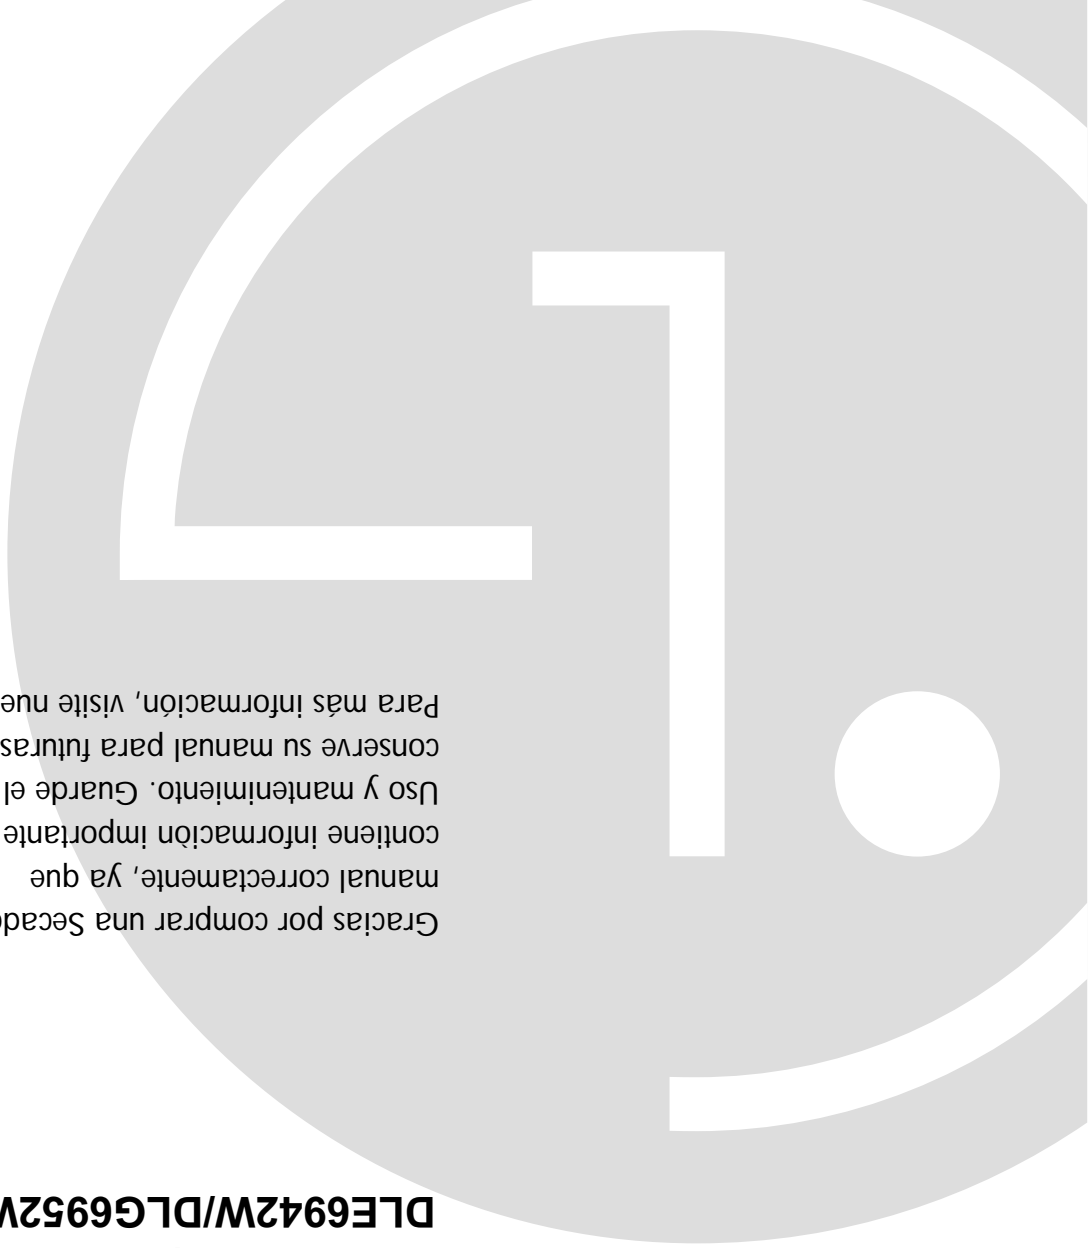 DLE6942W/DLG6952W
Gracias por comprar una Secad
manual correctamente, ya que
contiene informaciòn importante
Uso y mantenimiento. Guarde el
conserve su manual para futuras
Para más información, visite nue